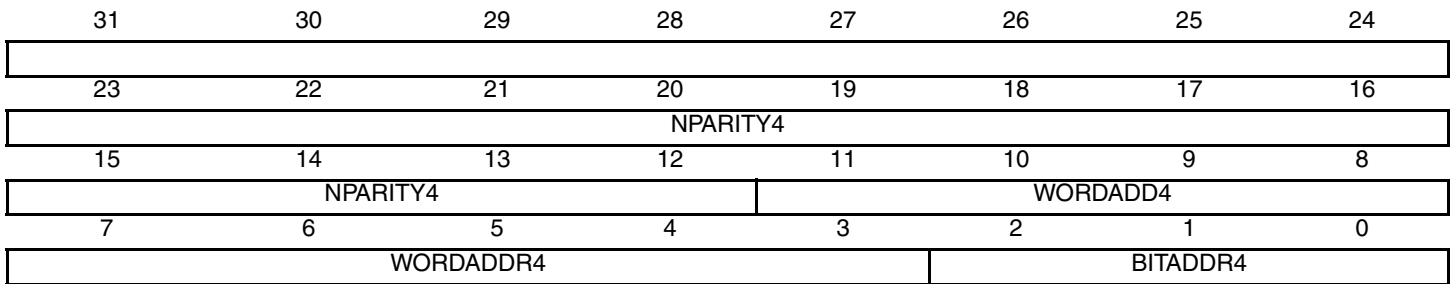 31 30 29 28 27 26 25 24
23 22 21 20 19 18 17 16
NPARITY4
15 14 13 12 11 10 9 8
NPARITY4 WORDADD4
7 6 5 4 3 2 1 0
WORDADDR4 BITADDR4